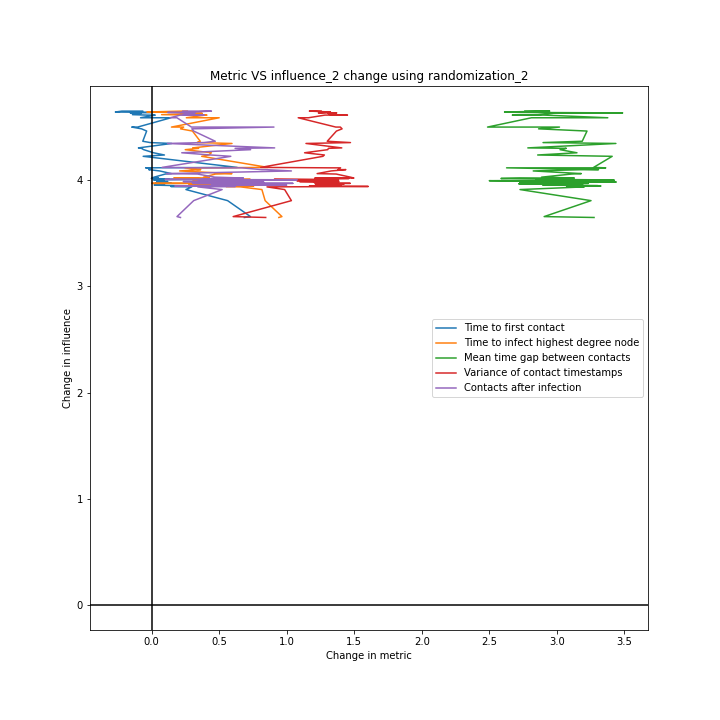 Metric VS influence_2 change using randomization_2
Change in influence
4
3
2
1
0
Time to first contact
Time to infect highest degree node
Mean time gap between contacts
Variance of contact timestamps
Contacts after infection
0.0 0.5 1.0 1.5 2.0 2.5 3.0 3.5
Change in metric